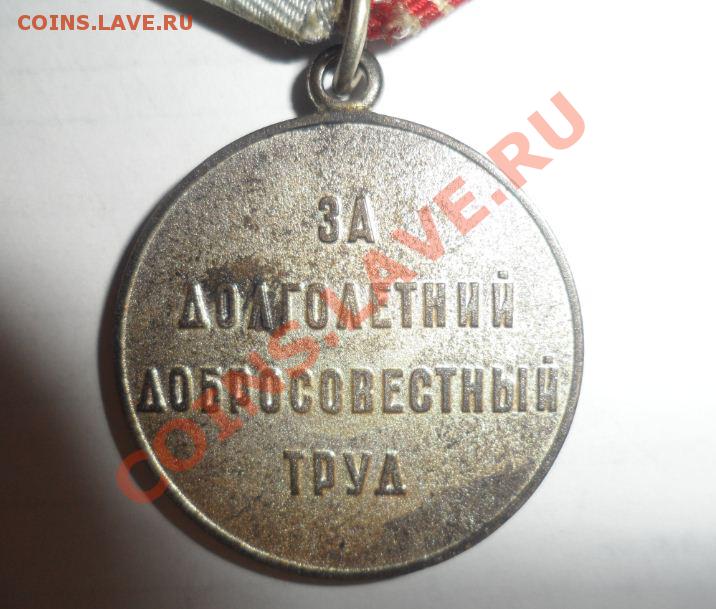 COINS.LAVE.RU
ЗА
ДОЛГОЛЕТНИЙ
ДОБРОСОВЕСТНЫЙ
ТРУД
COINS.LAVE.RU